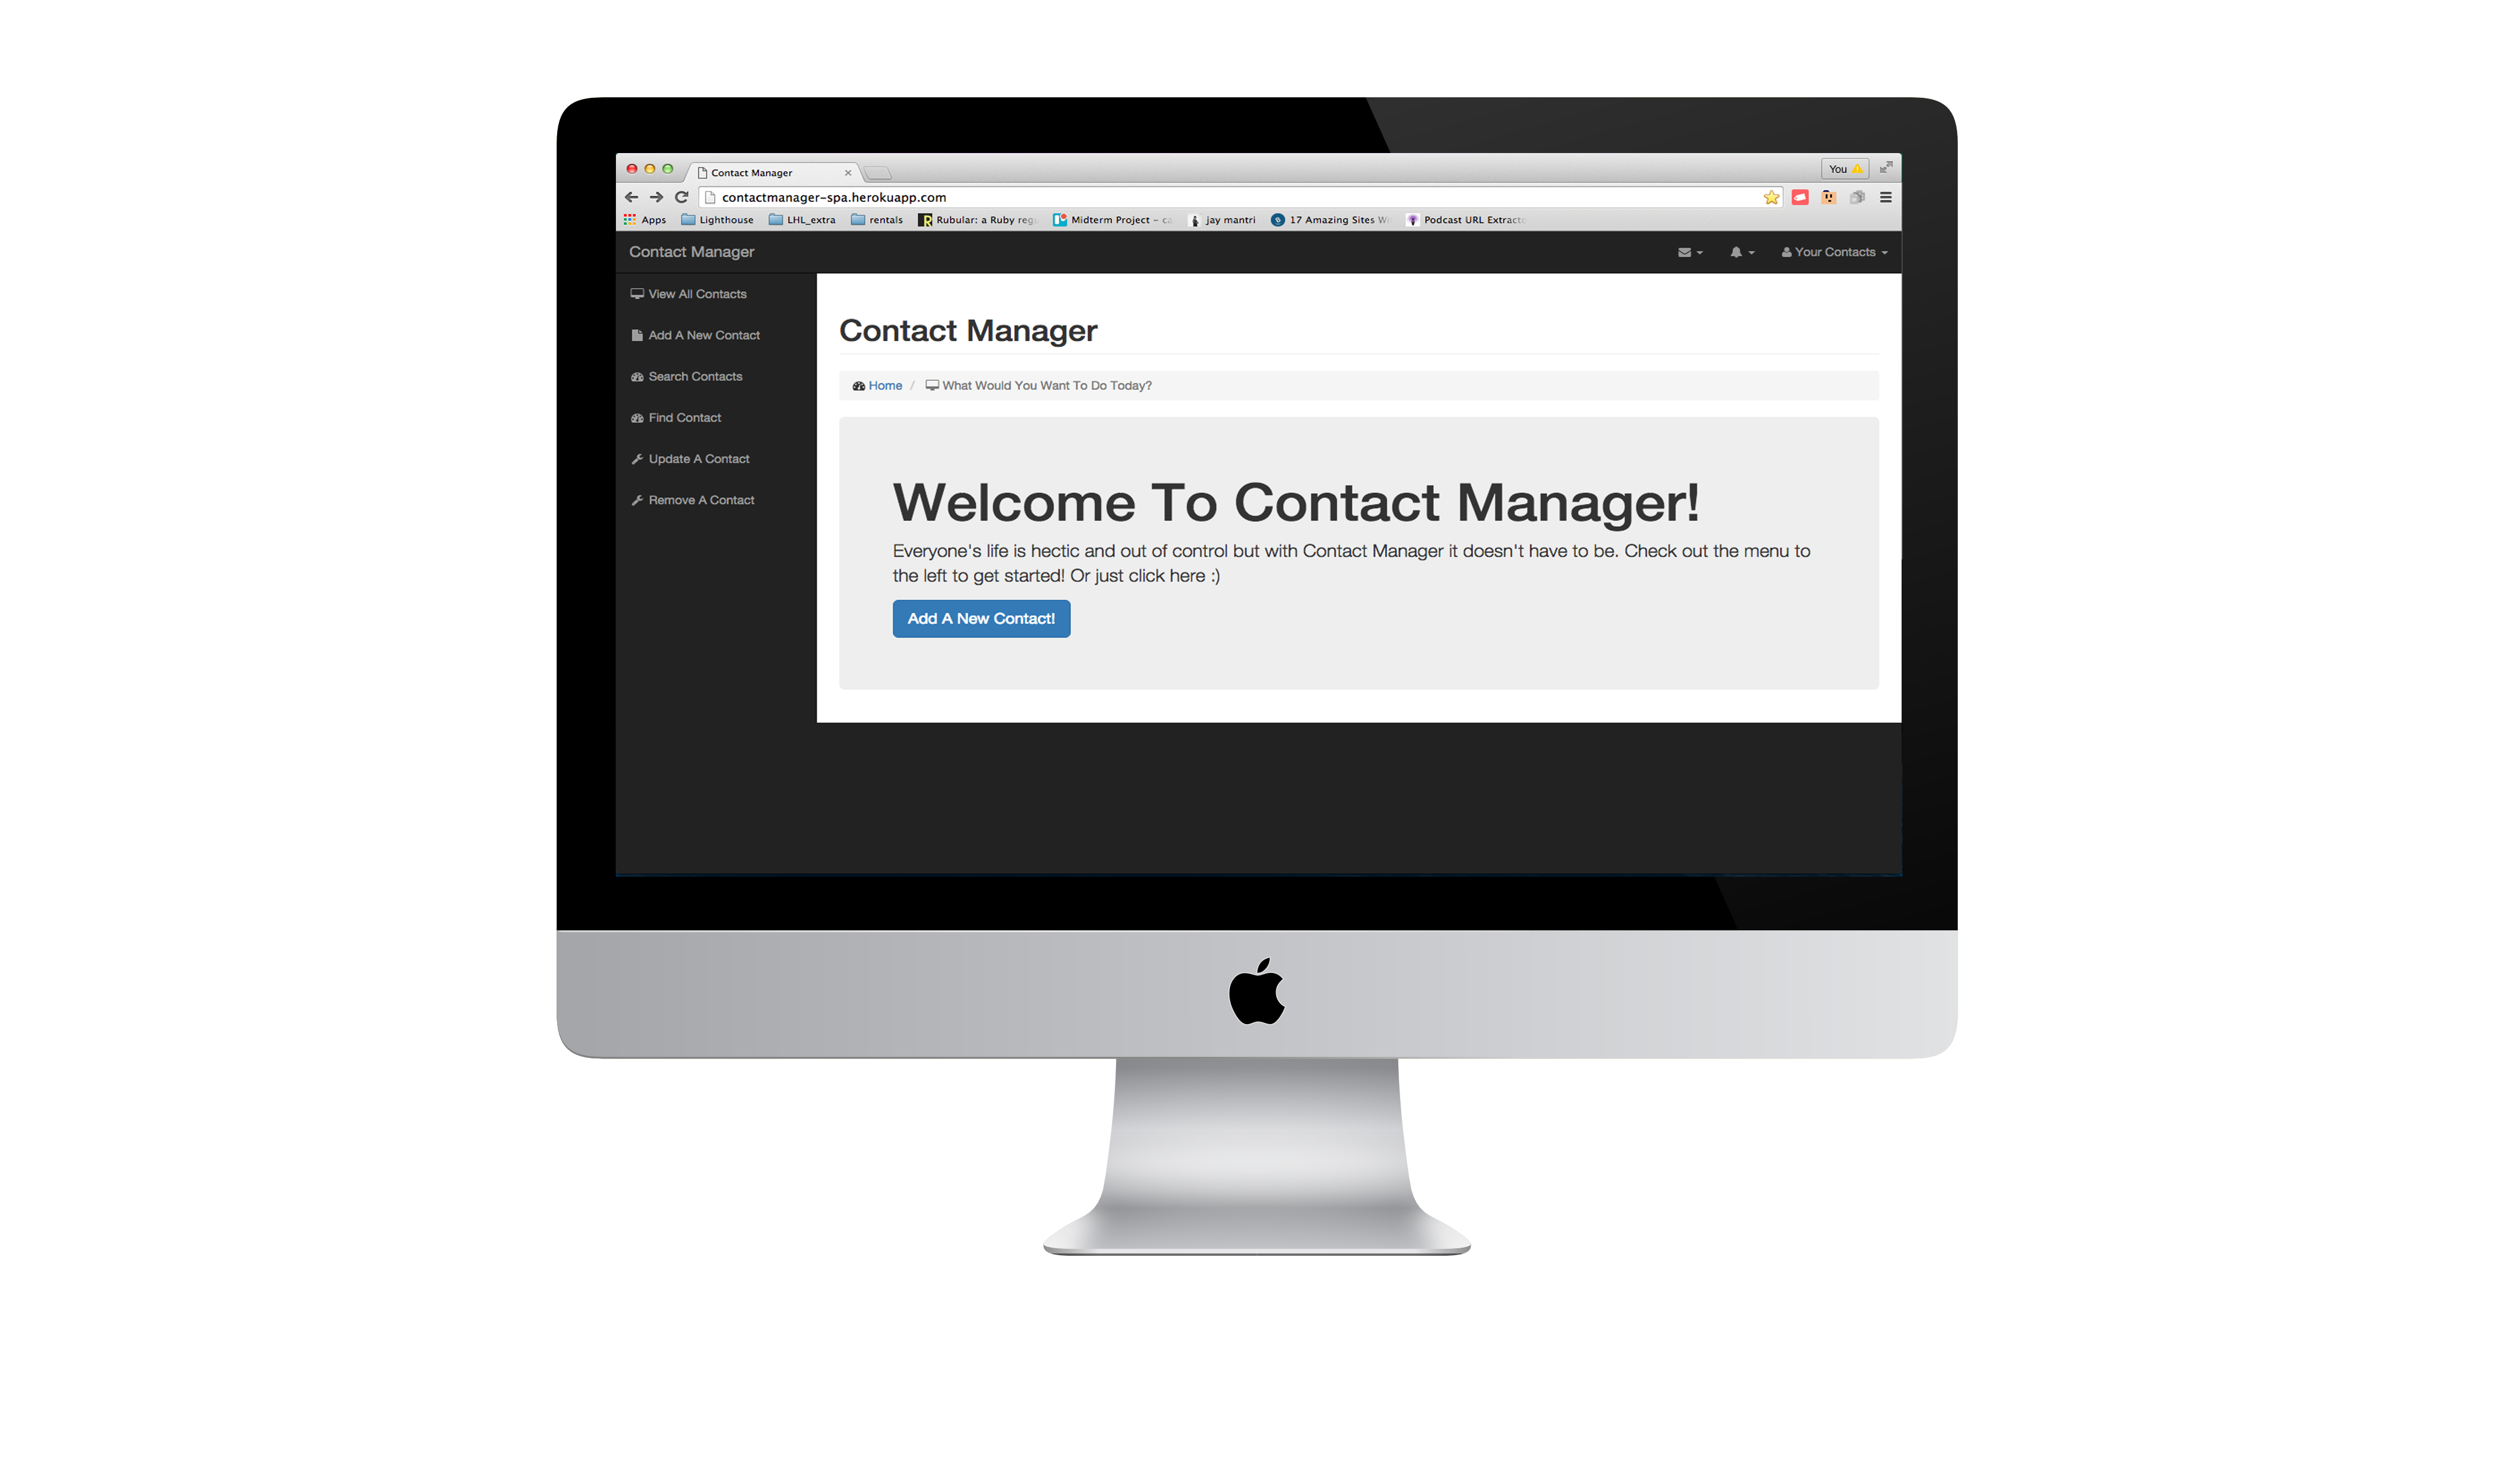 Contact Manager
You
contactmanager-spa.herokuapp.com
Apps Lighthouse LHL_extra rentals Rubular: a Ruby Midterm Project – jay mantri 17 Amazing Sites Podcast URL
Contact Manager Your Contacts
View All Contacts
Add A New Contact
Search Contacts
Find Contact
Update A Contact
Remove A Contact
Contact Manager
Home / What Would You Want To Do Today?
Welcome To Contact Manager!
Everyone's life is hectic and out of control but with Contact Manager it doesn't have to be. Check out the menu to
the left to get started! Or just click here :)
Add A New Contact!